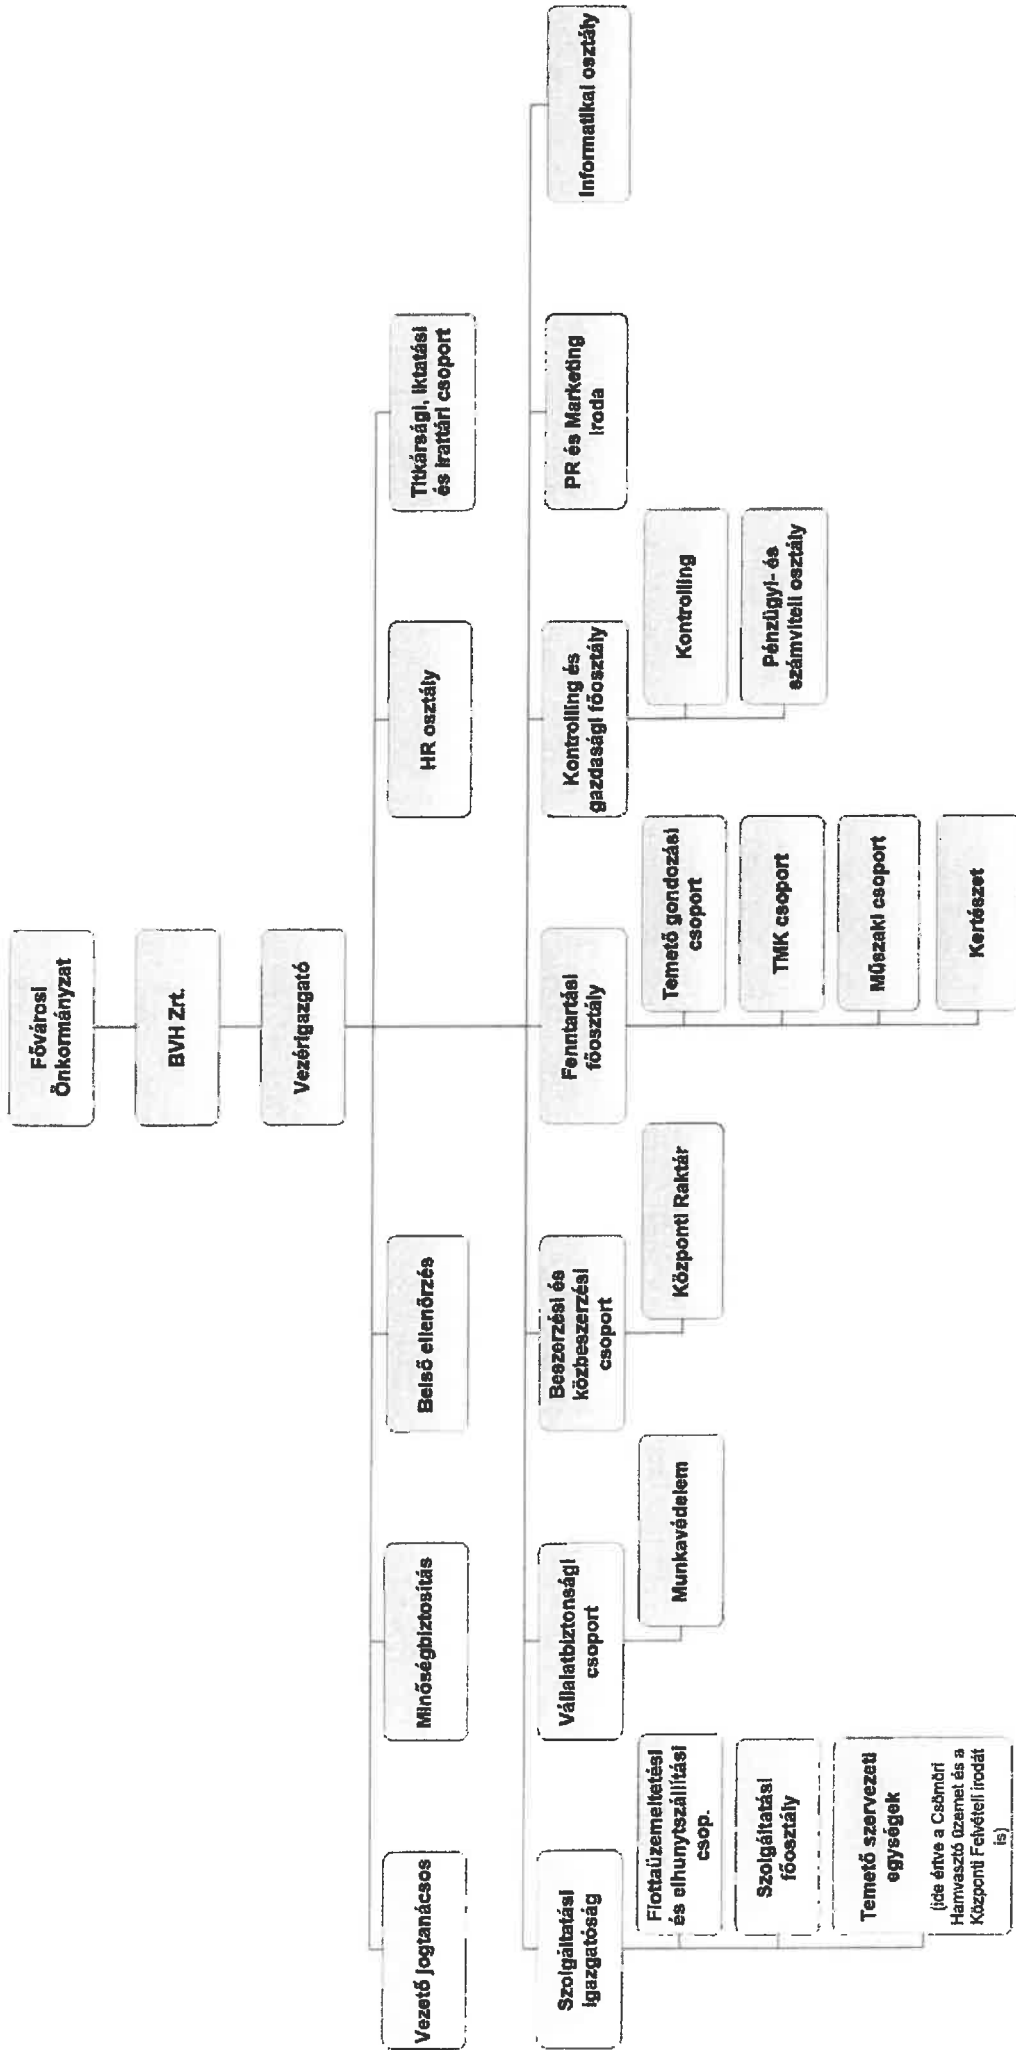 Fővárosi
Önkormányzat
BVH Zrt.
Vezérigazgató
Vezető jogtanácsos
Minőségbiztosítás
Belső ellenőrzés
HR osztály
Titkársági, iktatási
és irattári csoport
Szolgáltatási
Igazgatóság
Vállalatbiztonsági
csoport
Beszerzési és
közbeszerzési
csoport
Fenntartási
főosztály
Kontrolling és
gazdasági főosztály
PR és Marketing
Iroda
Informatikai osztály
Flottaüzemeltetési
és elhunytszállítási
csop.
Szolgáltatási
főosztály
Temető szervezeti
egységek
(ide értve a Csömöri
Hamvasztó üzemet és a
Központi Felvételi irodát
is)
Munkavédelem
Központi Raktár
Temető gondozási
csoport
TMK csoport
Műszaki csoport
Kertészet
Kontrolling
Pénzügyi- és
számviteli osztály